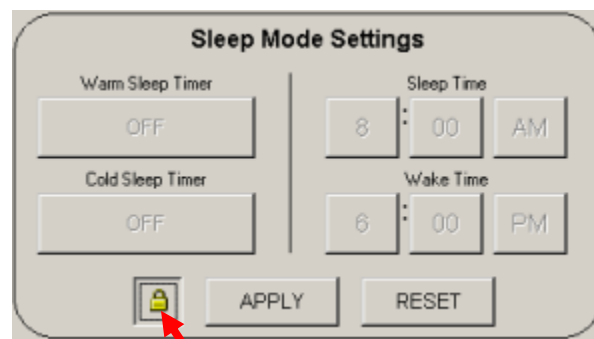 Sleep Mode Settings
Warm Sleep Timer
OFF
Cold Sleep Timer
OFF
Sleep Time
8 : 00 AM
Wake Time
6 : 00 PM
APPLY RESET